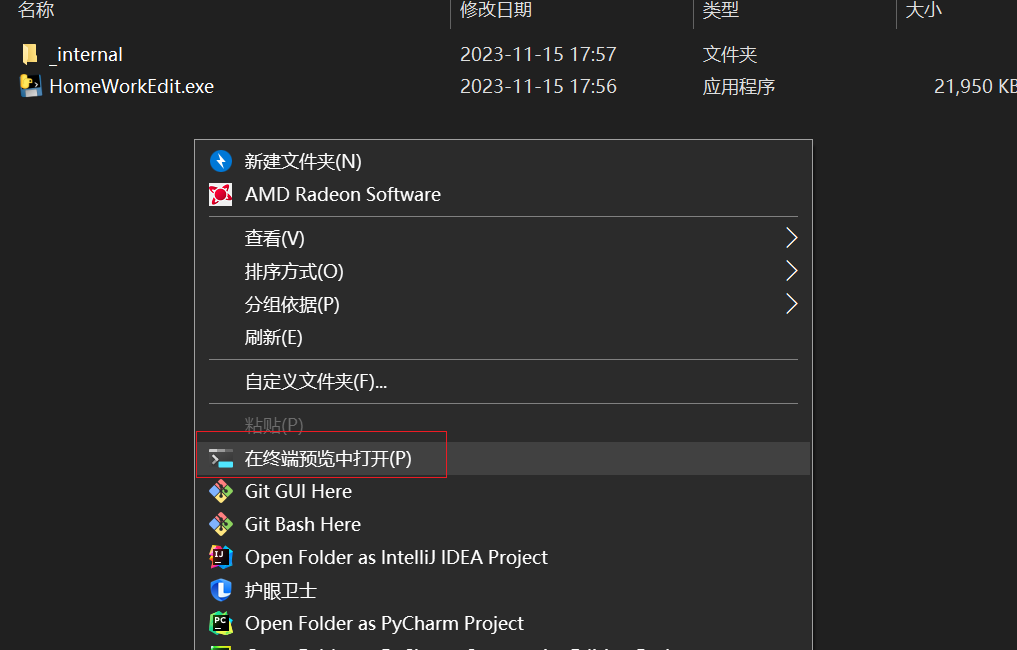 名称 修改日期 类型 大小
_internal 2023-11-15 17:57 文件夹
HomeWorkEdit.exe 2023-11-15 17:56 应用程序 21,950 KB
新建文件夹(N)
AMD Radeon Software
查看(V)
排序方式(O)
分组依据(P)
刷新(E)
自定义文件夹(F)...
粘贴(P)
在终端预览中打开(P)
Git GUI Here
Git Bash Here
Open Folder as IntelliJ IDEA Project
护眼卫士
Open Folder as PyCharm Project